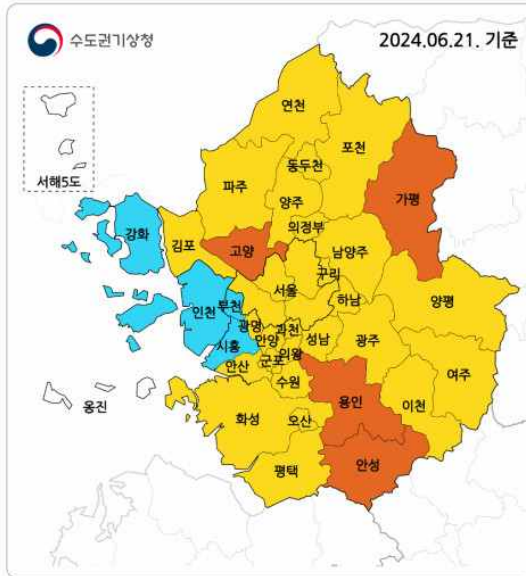 수도권기상청
2024.06.21. 기준
연천
포천
동두천
가평
파주
양주
서해5도
의정부
강화
김포
고양
남양주
구리
서울
양평
하남
인천
부천
광명
과천
시흥
안양
성남
광주
의왕
군포
안산
여주
수원
용인
이천
옹진
화성
오산
평택
안성